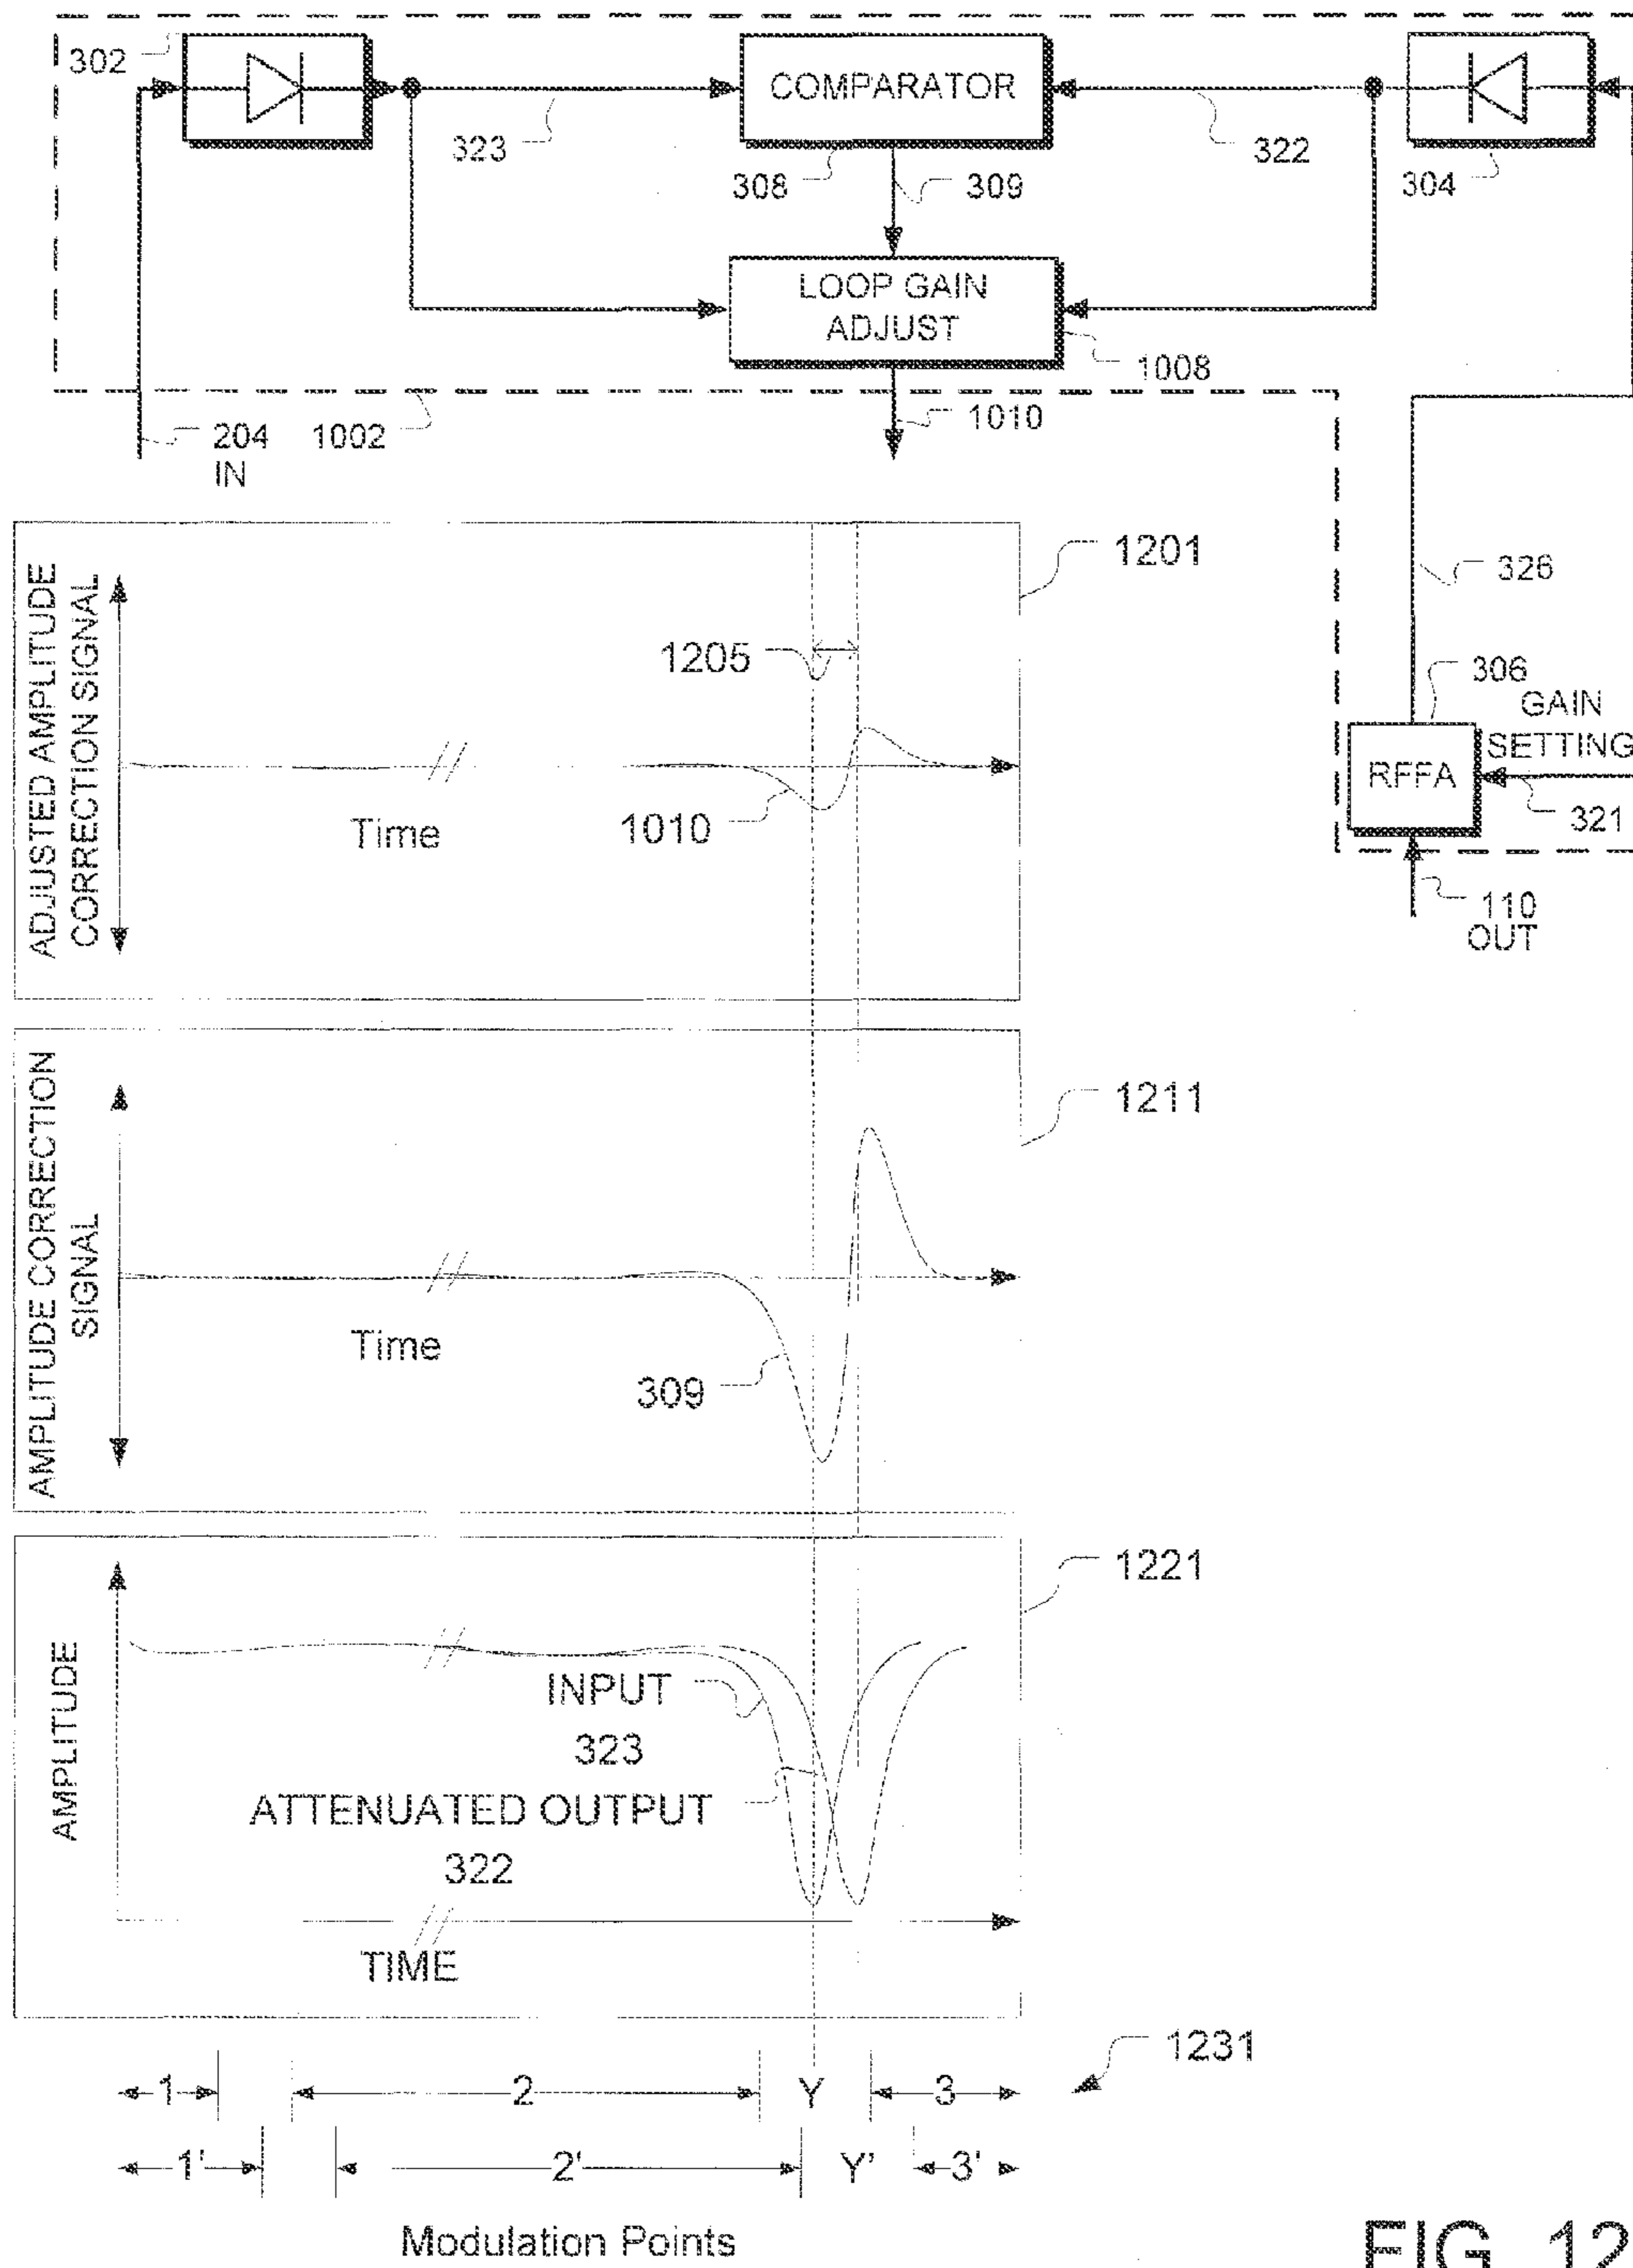 302
COMPARATOR
323
322
308
309
304
LOOP GAIN
ADJUST
1008
204
IN
1002
1010
ADJUSTED AMPLITUDE
CORRECTION SIGNAL
1201
1205
1010
Time
326
306
GAIN
SETTING
RFFA
321
110
OUT
AMPLITUDE CORRECTION
SIGNAL
1211
Time
309
1221
AMPLITUDE
INPUT
323
ATTENUATED OUTPUT
322
TIME
1231
1 2 Y 3
1' 2' Y' 3'
Modulation Points
FIG. 12